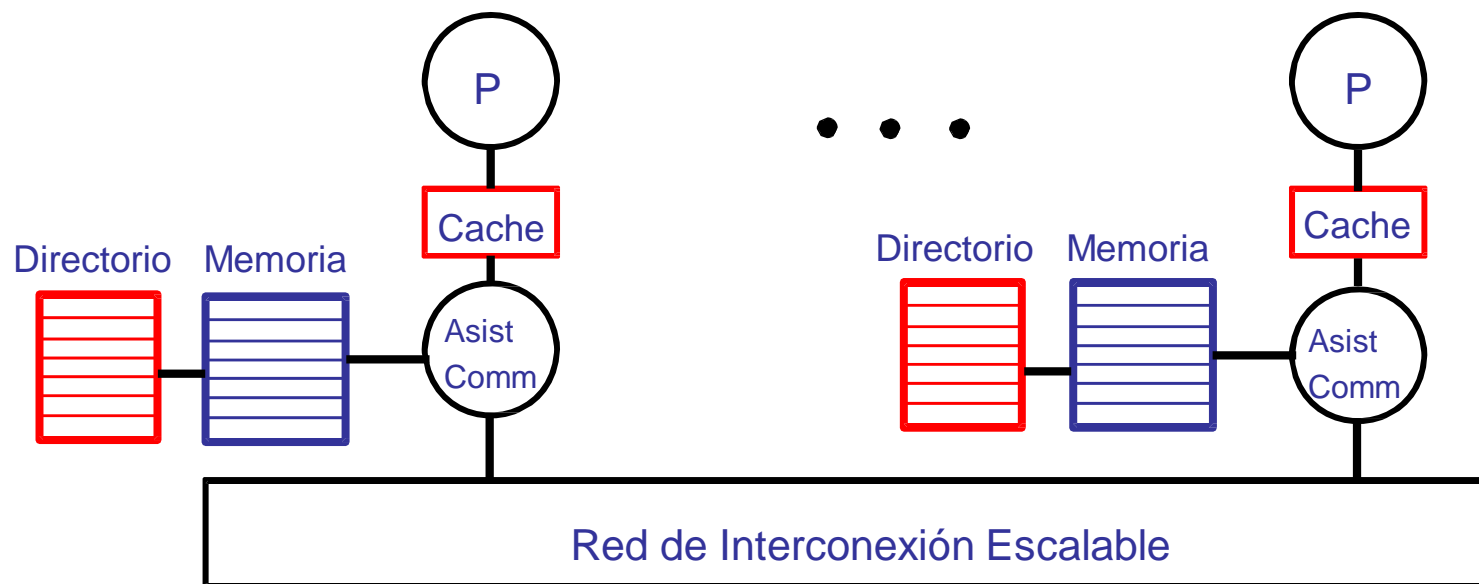 P
Cache
Directorio
Memoria
Asist
Comm
P
Cache
Directorio
Memoria
Asist
Comm
Red de Interconexión Escalable